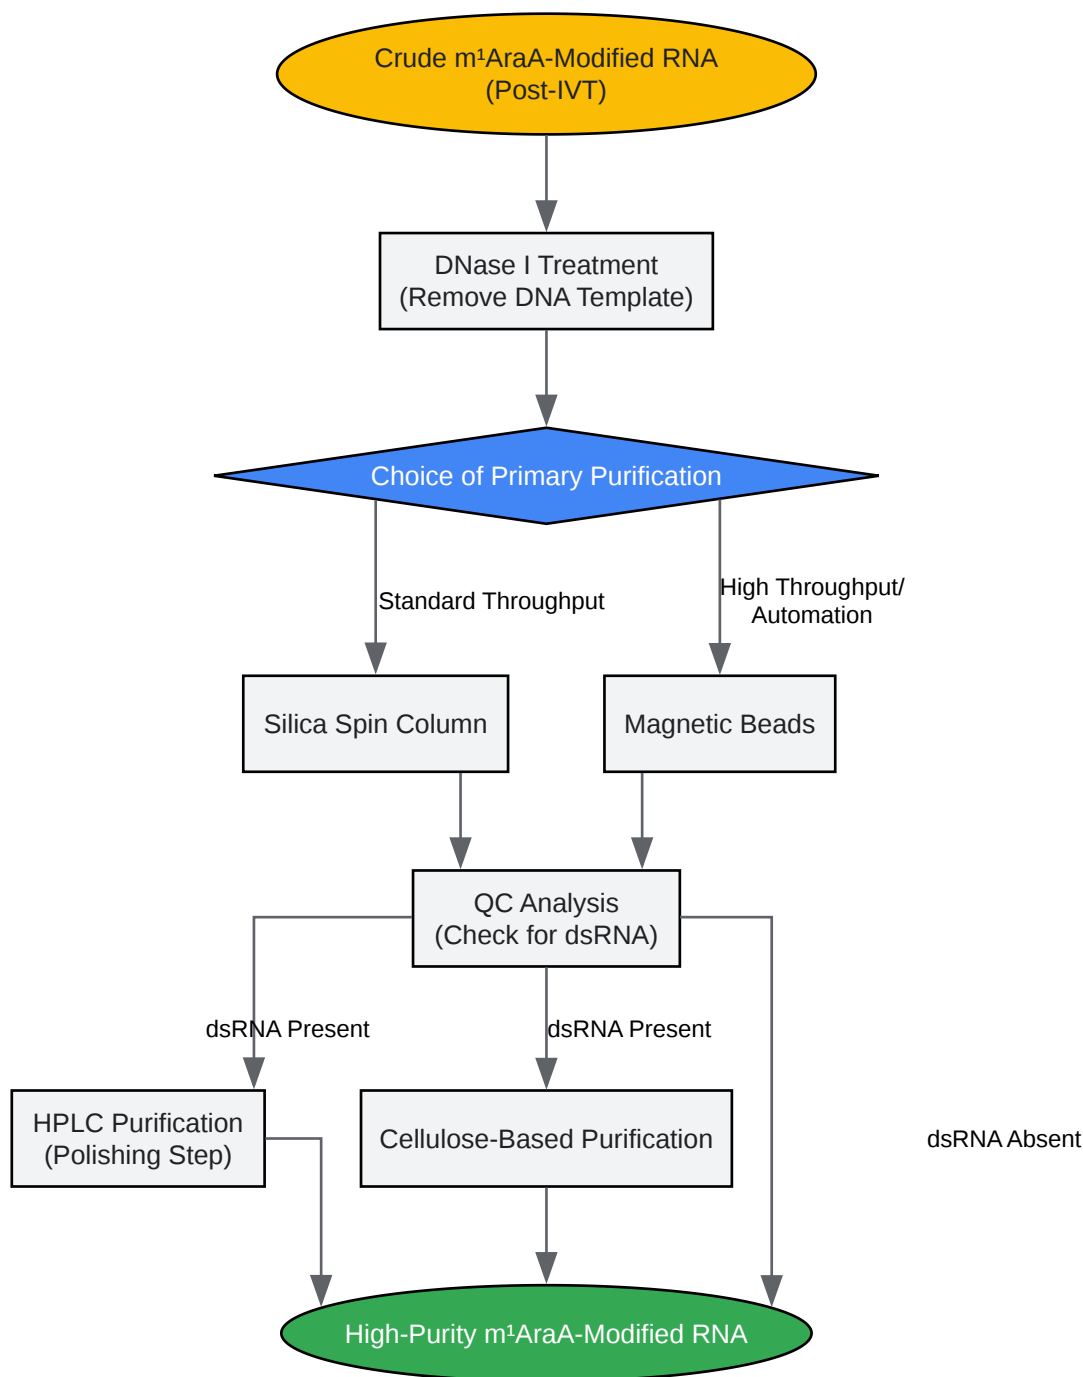 Crude m¹AraA-Modified RNA
(Post-IVT)
DNase I Treatment
(Remove DNA Template)
Choice of Primary Purification
Standard Throughput
High Throughput/
Automation
Silica Spin Column
Magnetic Beads
QC Analysis
(Check for dsRNA)
dsRNA Present
dsRNA Present
HPLC Purification
(Polishing Step)
Cellulose-Based Purification
dsRNA Absent
High-Purity m¹AraA-Modified RNA